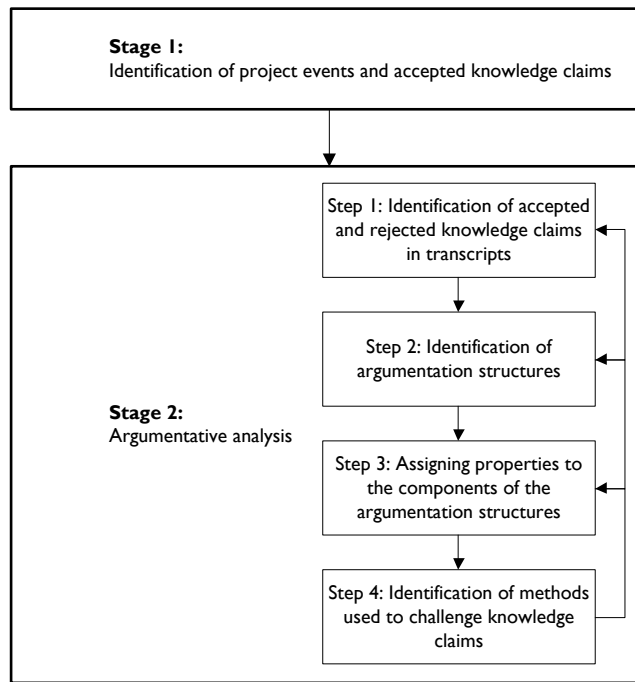 Stage 1:
Identification of project events and accepted knowledge claims
Step 1: Identification of accepted
and rejected knowledge claims
in transcripts
Step 2: Identification of
argumentation structures
Stage 2:
Argumentative analysis
Step 3: Assigning properties to
the components of the
argumentation structures
Step 4: Identification of methods
used to challenge knowledge
claims